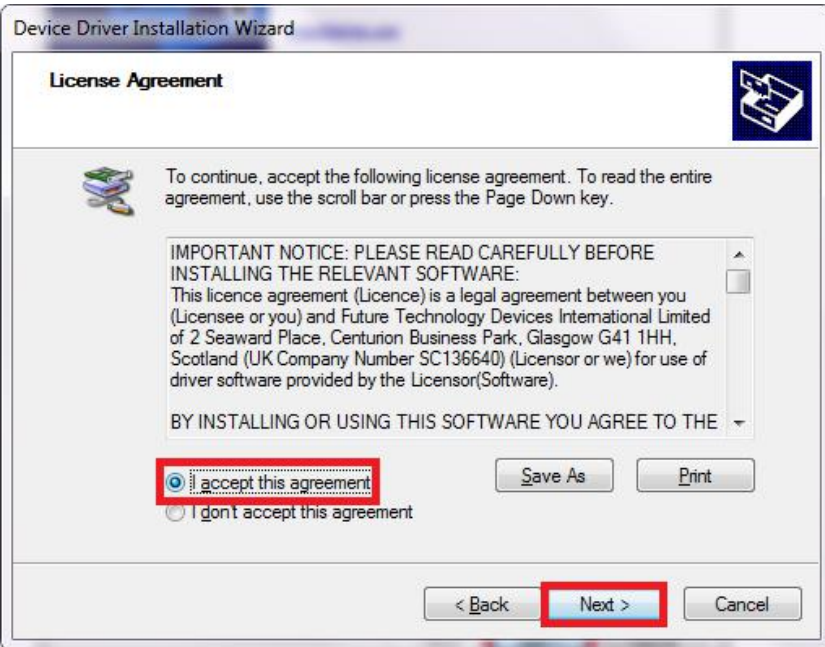 Device Driver Installation Wizard
License Agreement
To continue, accept the following license agreement. To read the entire
agreement, use the scroll bar or press the Page Down key.
IMPORTANT NOTICE: PLEASE READ CAREFULLY BEFORE
INSTALLING THE RELEVANT SOFTWARE:
This licence agreement (Licence) is a legal agreement between you
(Licensee or you) and Future Technology Devices International Limited
of 2 Seaward Place, Centurion Business Park, Glasgow G41 1HH,
Scotland (UK Company Number SC136640) (Licensor or we) for use of
driver software provided by the Licensor(Software).
BY INSTALLING OR USING THIS SOFTWARE YOU AGREE TO THE
I accept this agreement
Save As
Print
I don't accept this agreement
< Back
Next >
Cancel